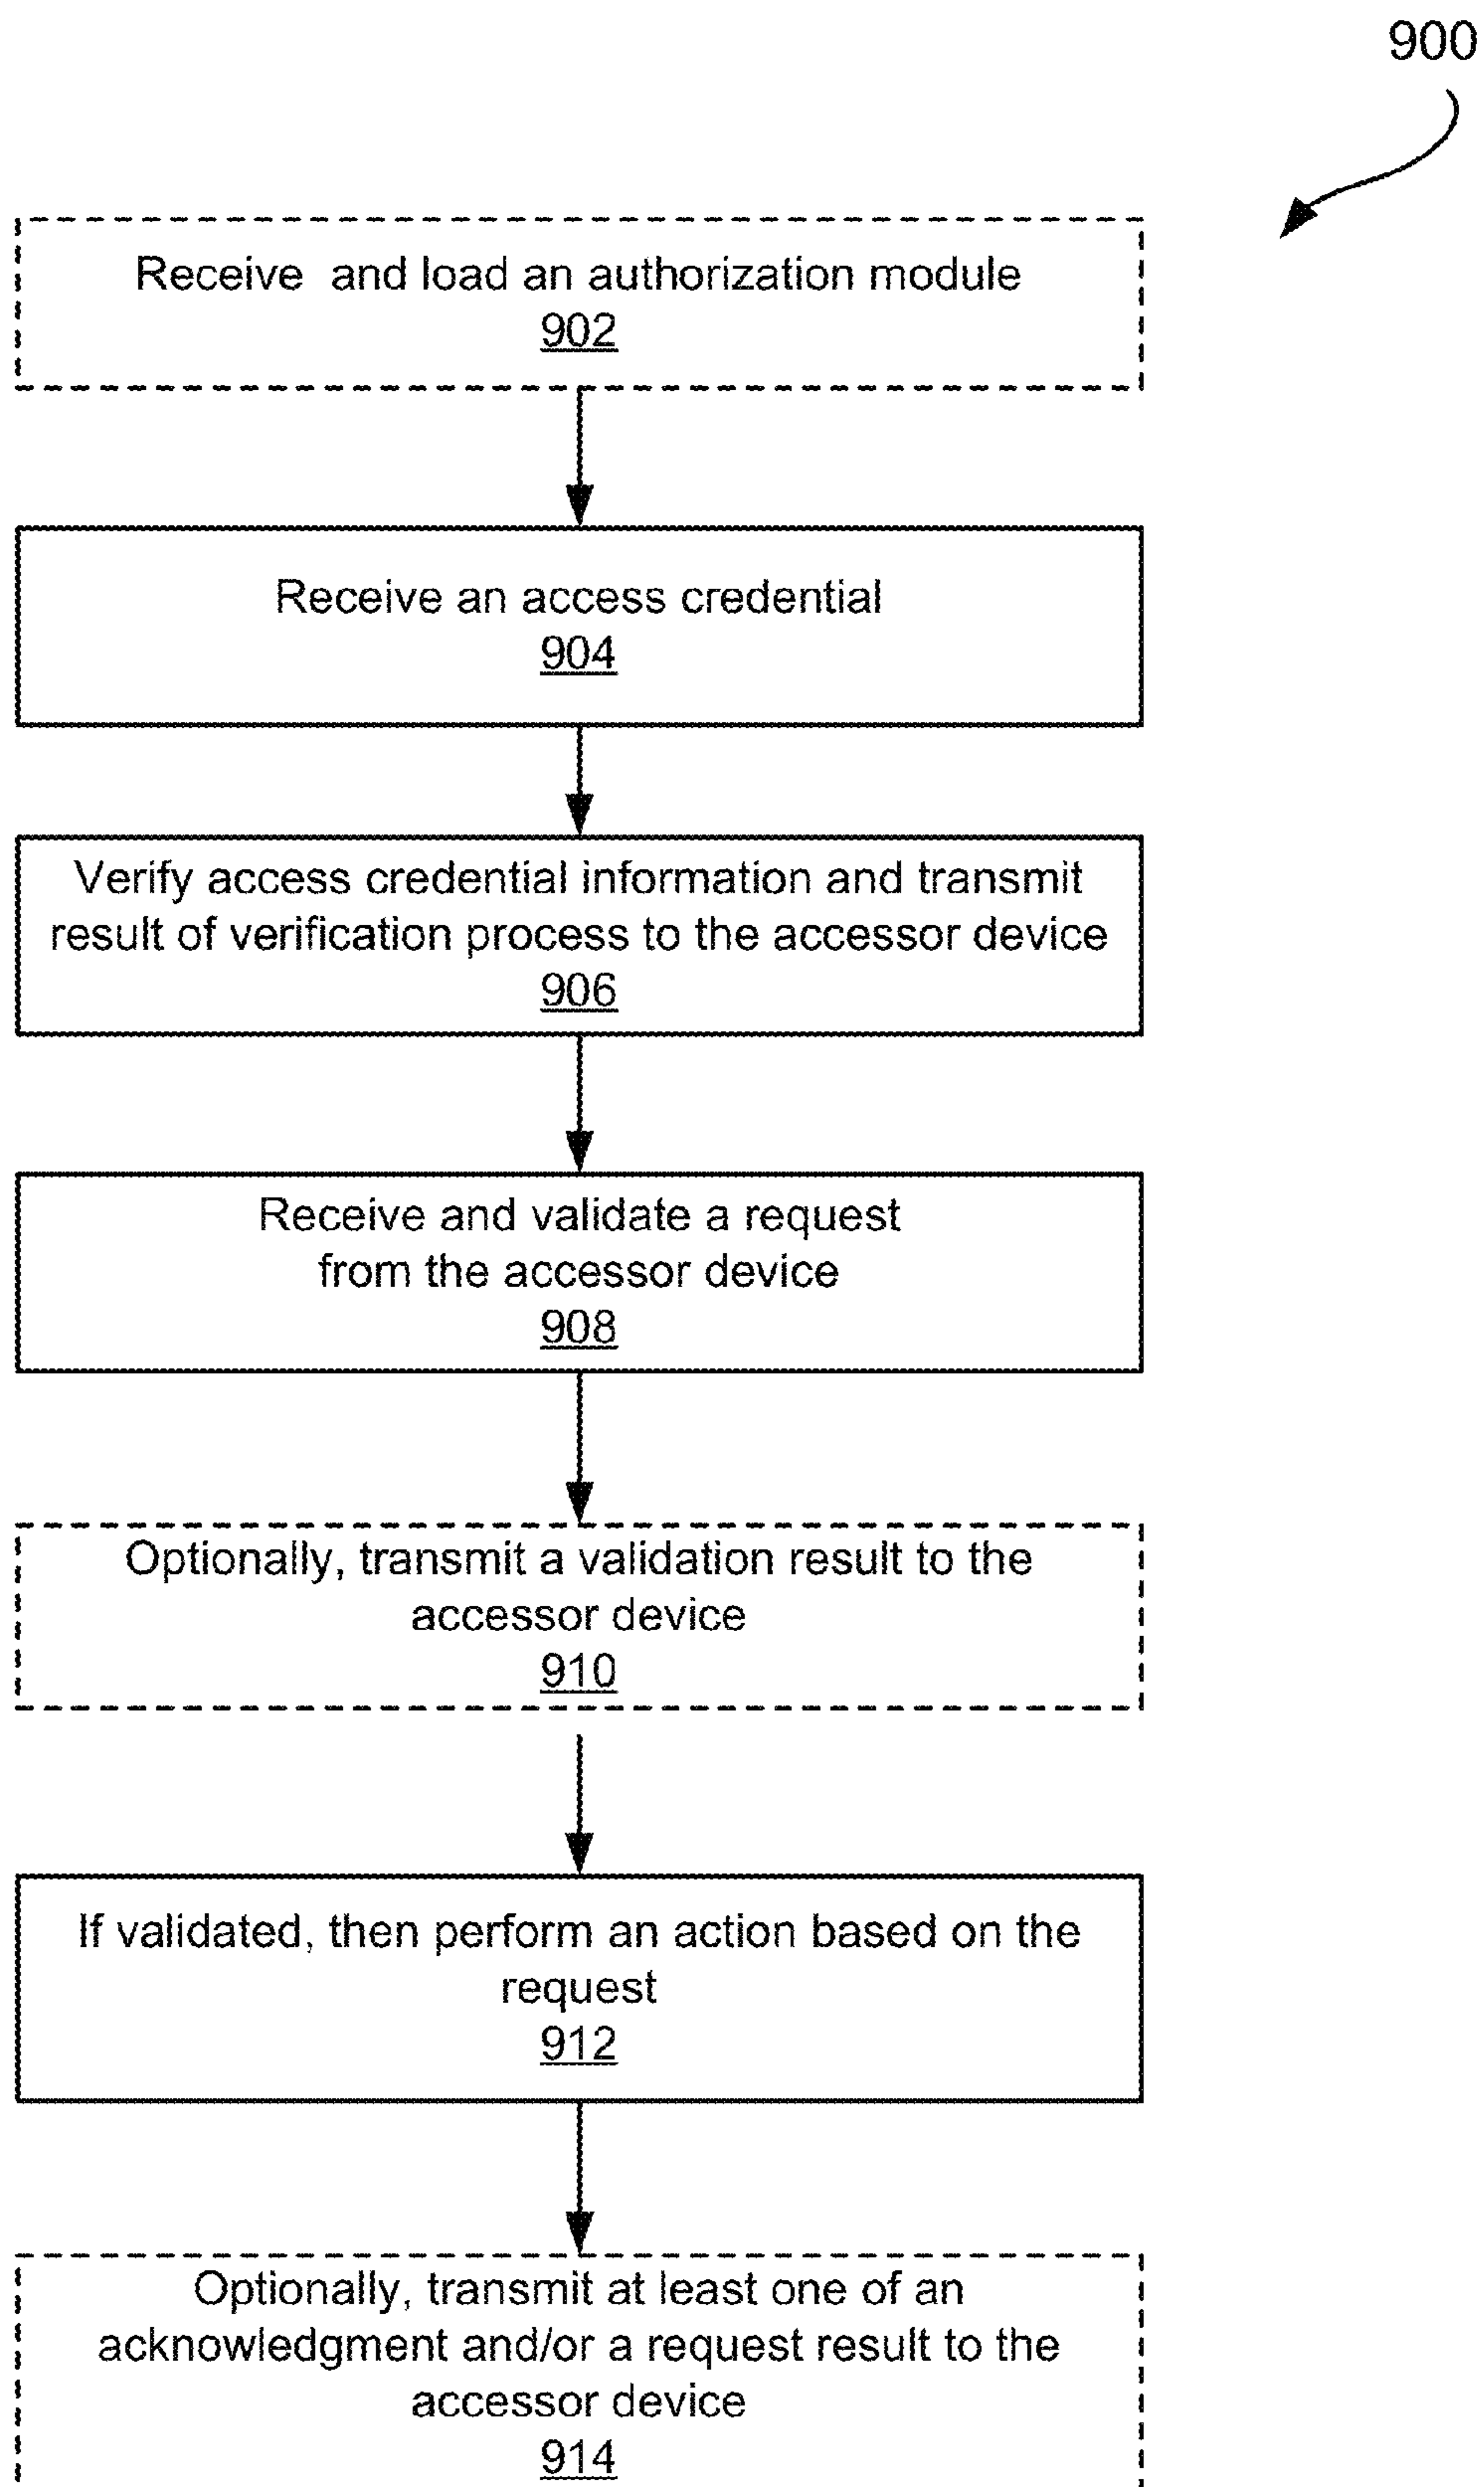 900
Receive and load an authorization module
902
Receive an access credential
904
Verify access credential information and transmit
result of verification process to the accessor device
906
Receive and validate a request
from the accessor device
908
Optionally, transmit a validation result to the
accessor device
910
If validated, then perform an action based on the
request
912
Optionally, transmit at least one of an
acknowledgment and/or a request result to the
accessor device
914